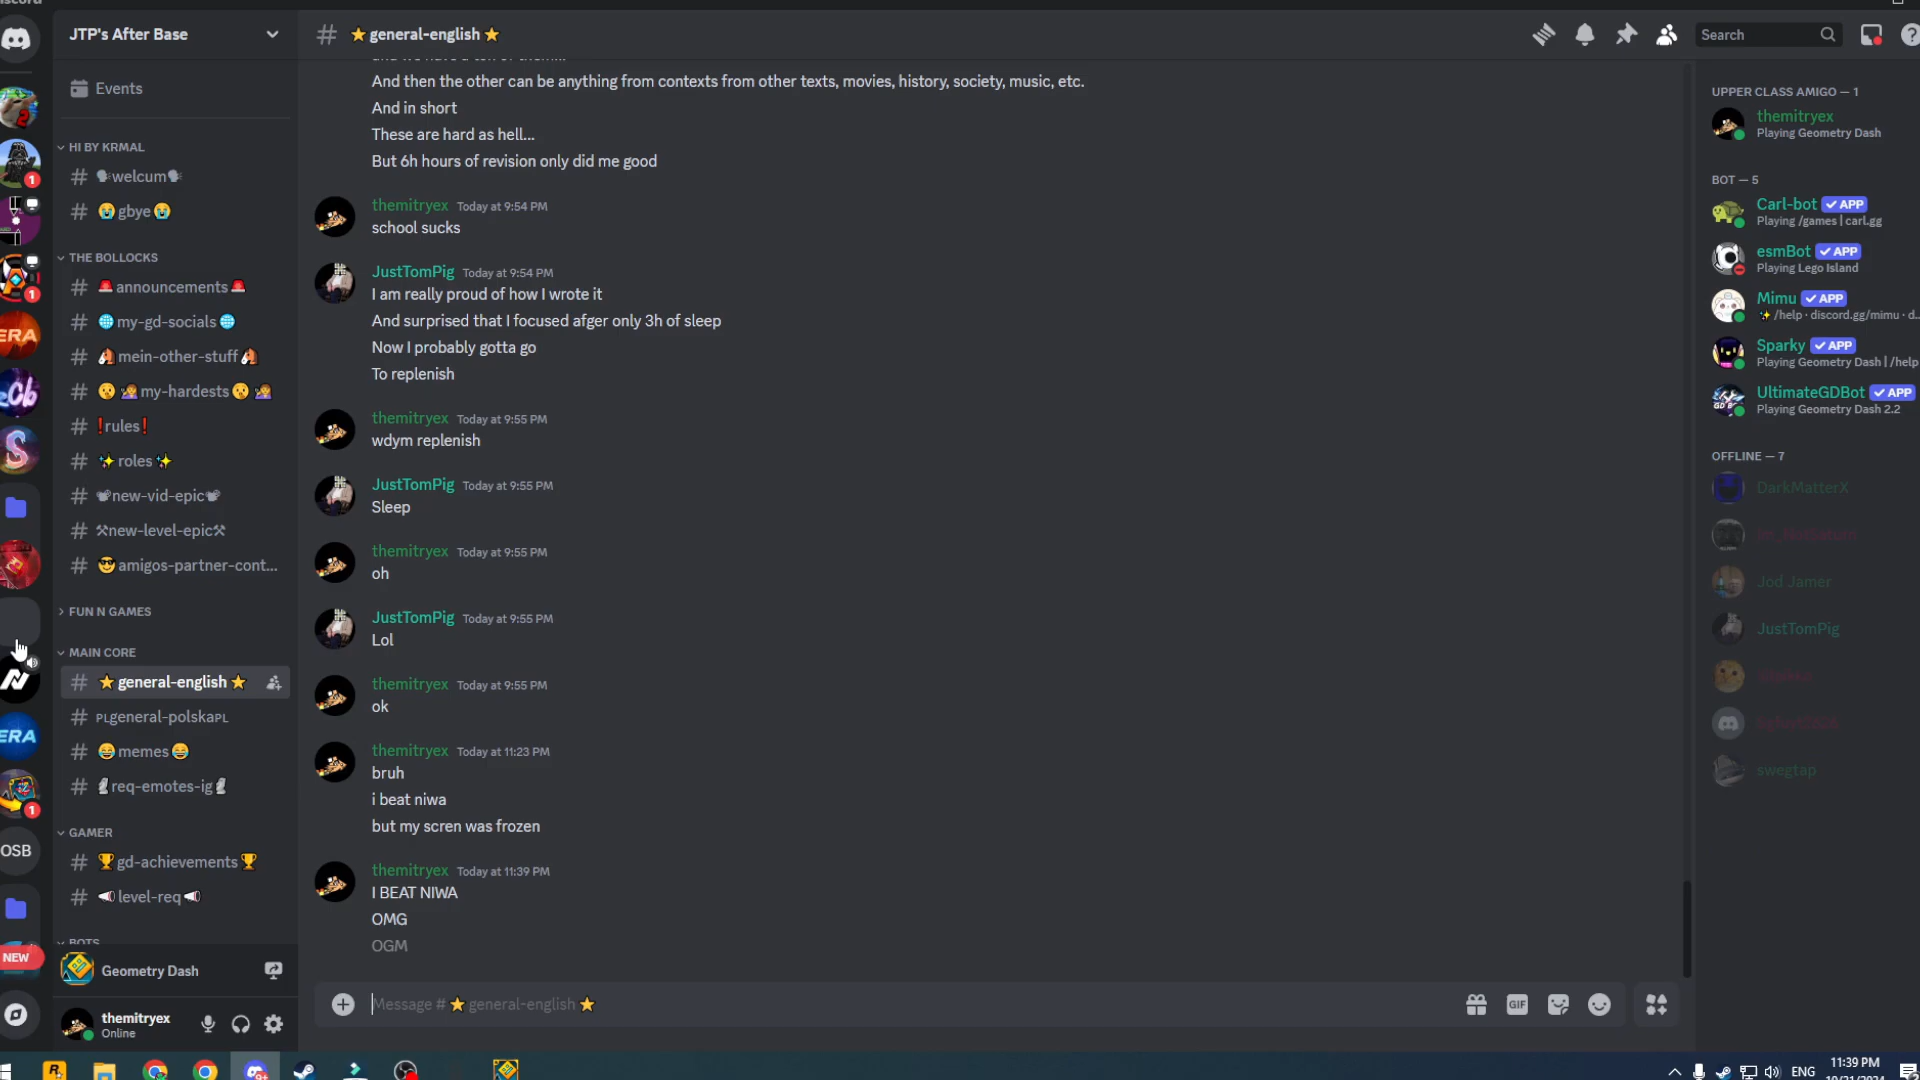 JTP's After Base
Events
HI BY KRMAL
🗣welcum🗣
😭gbye😭
THE BOLLOCKS
🚨announcements🚨
🌐my-gd-socials🌐
🐴mein-other-stuff🐴
my-hardests
❗rules❗
✨roles✨
new-vid-epic
⚒new-level-epic⚒
😎amigos-partner-cont...
FUN N GAMES
MAIN CORE
⭐general-english⭐
PLgeneral-polskaPL
😂memes😂
req-emotes-ig
GAMER
🏆gd-achievements🏆
📢level-req📢
BOTS
Geometry Dash
themitryex
Online
ERA
eCb
S
ERA
OSB
NEW
1
1
1
# ⭐general-english⭐
Search
And then the other can be anything from contexts from other texts, movies, history, society, music, etc.
And in short
These are hard as hell...
But 6h hours of revision only did me good
themitryex Today at 9:54 PM
school sucks
JustTomPig Today at 9:54 PM
I am really proud of how I wrote it
And surprised that I focused afger only 3h of sleep
Now I probably gotta go
To replenish
themitryex Today at 9:55 PM
wdym replenish
JustTomPig Today at 9:55 PM
Sleep
themitryex Today at 9:55 PM
oh
JustTomPig Today at 9:55 PM
Lol
themitryex Today at 9:55 PM
ok
themitryex Today at 11:23 PM
bruh
i beat niwa
but my scren was frozen
themitryex Today at 11:39 PM
I BEAT NIWA
OMG
OGM
Message # ⭐ general-english ⭐
GIF
UPPER CLASS AMIGO — 1
themitryex
Playing Geometry Dash
BOT — 5
Carl-bot ✓ APP
Playing /games | carl.gg
esmBot ✓ APP
Playing Lego Island
Mimu ✓ APP
✨ /help · discord.gg/mimu · d...
Sparky ✓ APP
Playing Geometry Dash | /help
UltimateGDBot ✓ APP
Playing Geometry Dash 2.2
OFFLINE — 7
DarkMatterX
Jod Jamer
JustTomPig
swegtap
ENG
11:39 PM